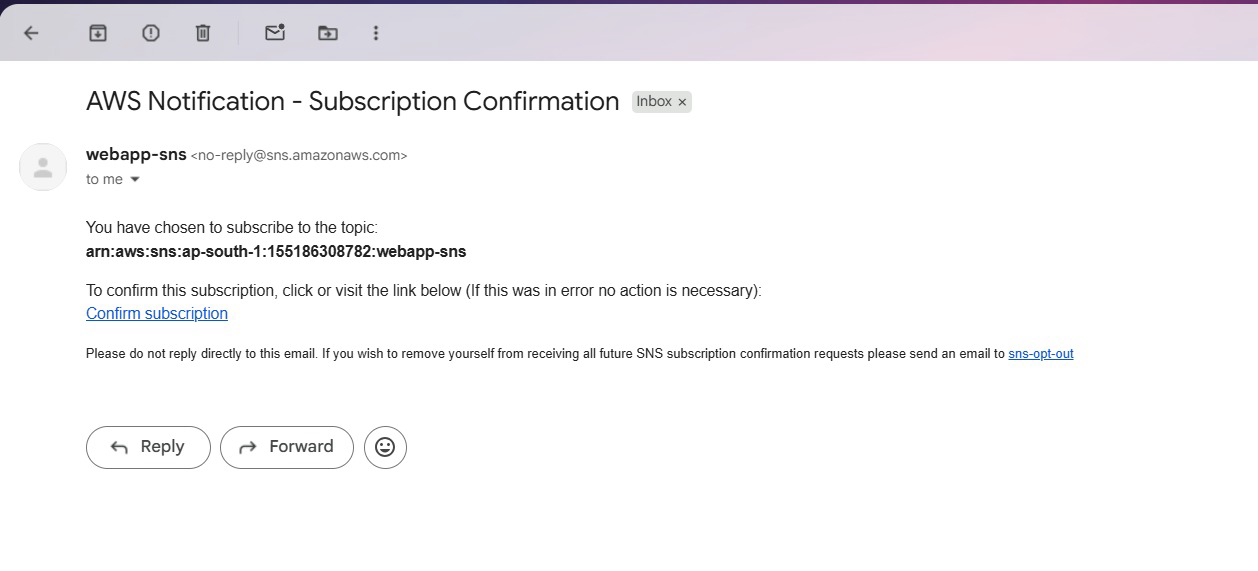 AWS Notification - Subscription Confirmation Inbox ×
webapp-sns <no-reply@sns.amazonaws.com>
to me
You have chosen to subscribe to the topic:
arn:aws:sns:ap-south-1:155186308782:webapp-sns
To confirm this subscription, click or visit the link below (If this was in error no action is necessary):
Confirm subscription
Please do not reply directly to this email. If you wish to remove yourself from receiving all future SNS subscription confirmation requests please send an email to sns-opt-out
Reply Forward